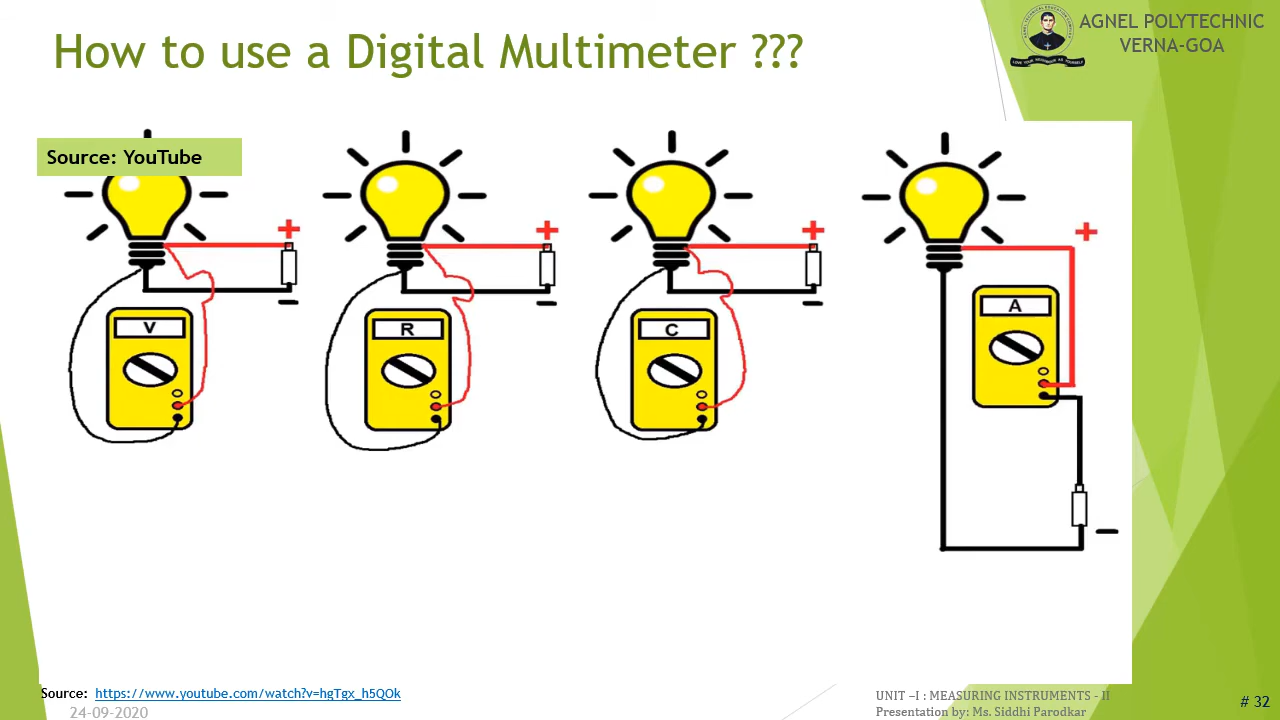 How to use a Digital Multimeter ???
AGNEL POLYTECHNIC
VERNA-GOA
Source: YouTube
+
+
+
+
-
-
-
-
V
R
C
A
Source: https://www.youtube.com/watch?v=hgTgx_h5QOk
24-09-2020
UNIT –I : MEASURING INSTRUMENTS - II
Presentation by: Ms. Siddhi Parodkar
# 32